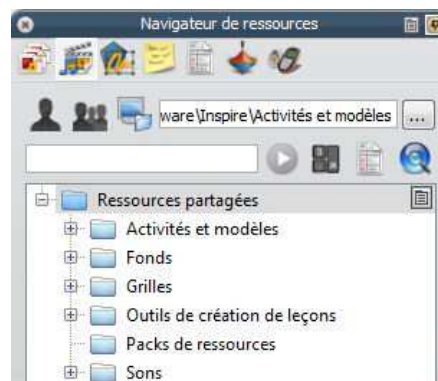 Navigateur de ressources
ware\Inspire\Activités et modèles ...
Ressources partagées
Activités et modèles
Fonds
Grilles
Outils de création de leçons
Packs de ressources
Sons